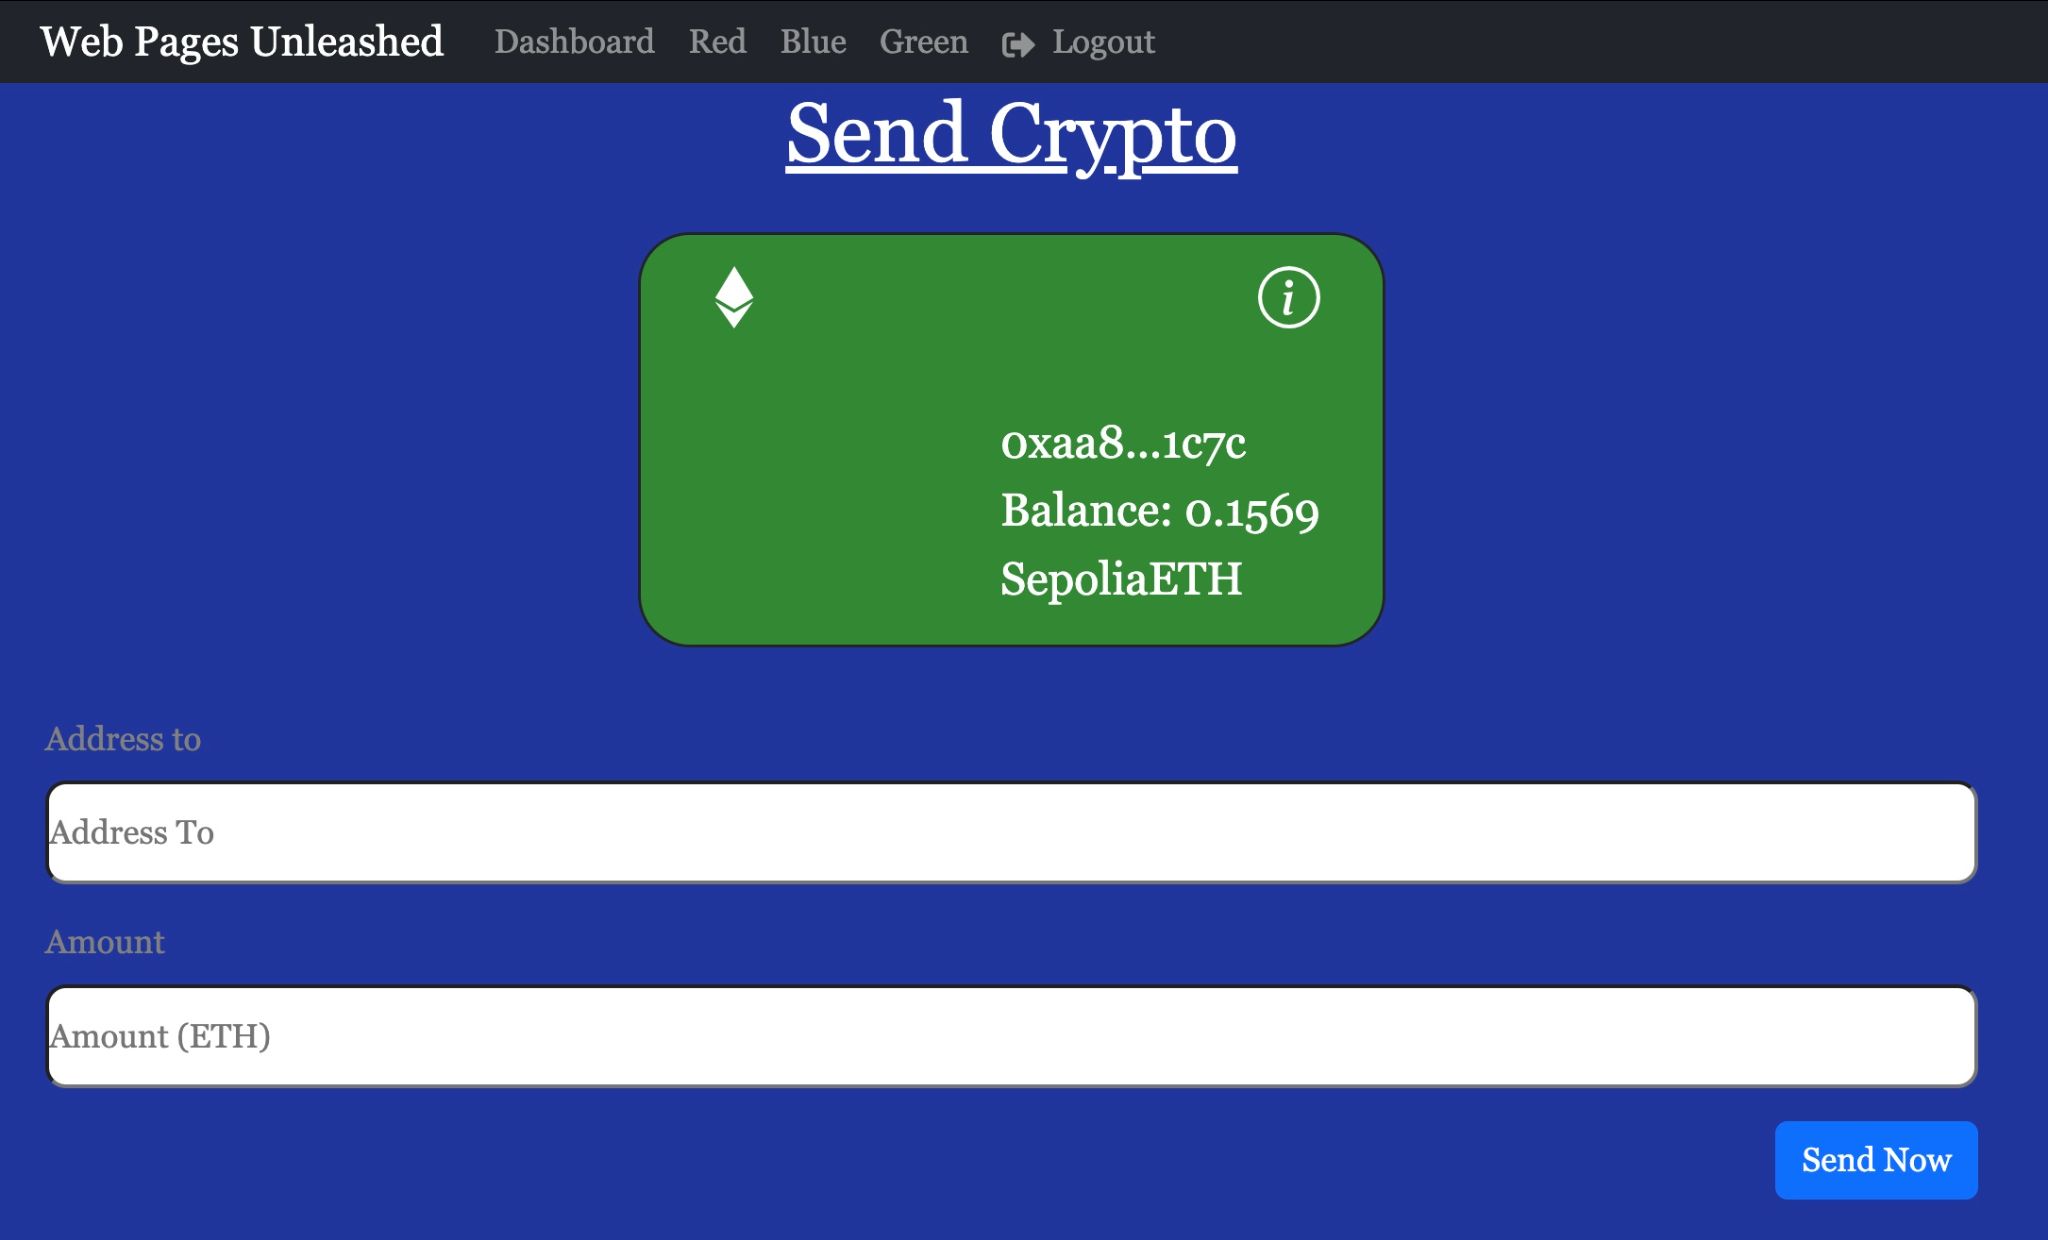 Web Pages Unleashed Dashboard Red Blue Green Logout
Send Crypto
i
0xaa8...1c7c
Balance: 0.1569
SepoliaETH
Address to
Address To
Amount
Amount (ETH)
Send Now